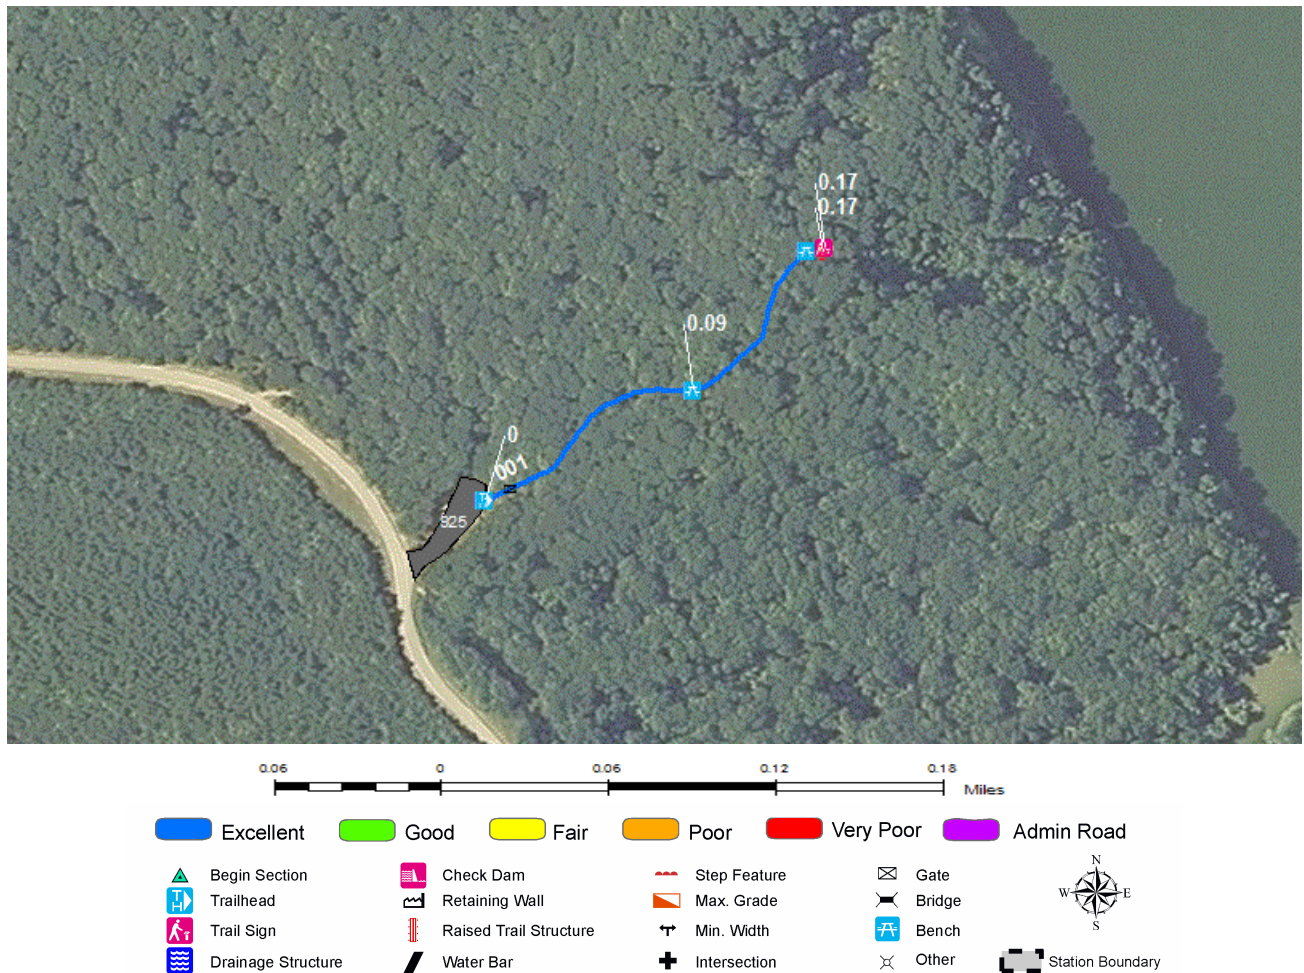 0.17
0.17
0.09
0
001
925
0.06 0 0.06 0.12 0.18 Miles
Excellent Good Fair Poor Very Poor Admin Road
Begin Section Check Dam Step Feature Gate N
Trailhead Retaining Wall Max. Grade Bridge W E
Trail Sign Raised Trail Structure Min. Width Bench S
Drainage Structure Water Bar Intersection Other Station Boundary